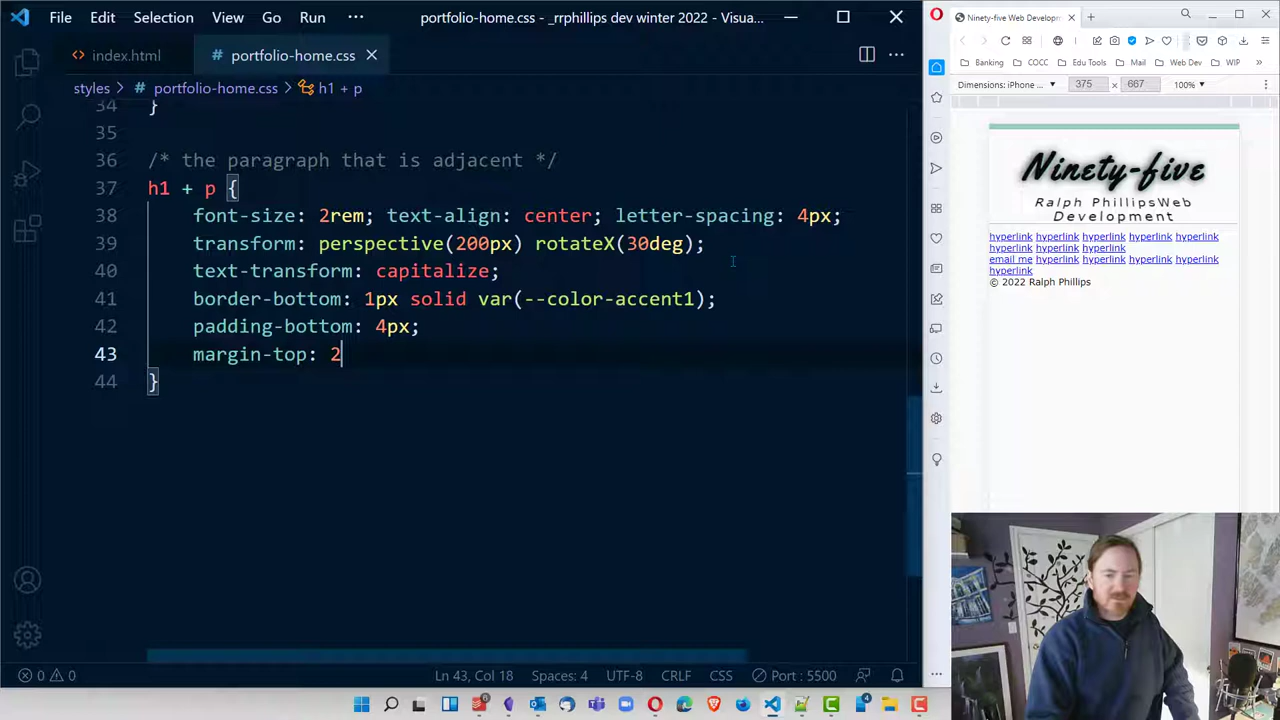 File Edit Selection View Go Run ··· portfolio-home.css - _rrphillips dev winter 2022 - Visua...
index.html # portfolio-home.css
styles > # portfolio-home.css > h1 + p
34 }
35
36 /* the paragraph that is adjacent */
37 h1 + p {
38 font-size: 2rem; text-align: center; letter-spacing: 4px;
39 transform: perspective(200px) rotateX(30deg);
40 text-transform: capitalize;
41 border-bottom: 1px solid var(--color-accent1);
42 padding-bottom: 4px;
43 margin-top: 2
44 }
0 0 Ln 43, Col 18 Spaces: 4 UTF-8 CRLF CSS Port : 5500
Ninety-five Web Developm
Banking COCC Edu Tools Mail Web Dev WIP »
Dimensions: iPhone ... 375 × 667 100%
Ninety-five
Ralph PhillipsWeb
Development
hyperlink hyperlink hyperlink hyperlink hyperlink
hyperlink hyperlink hyperlink
email me hyperlink hyperlink hyperlink hyperlink
hyperlink
© 2022 Ralph Phillips